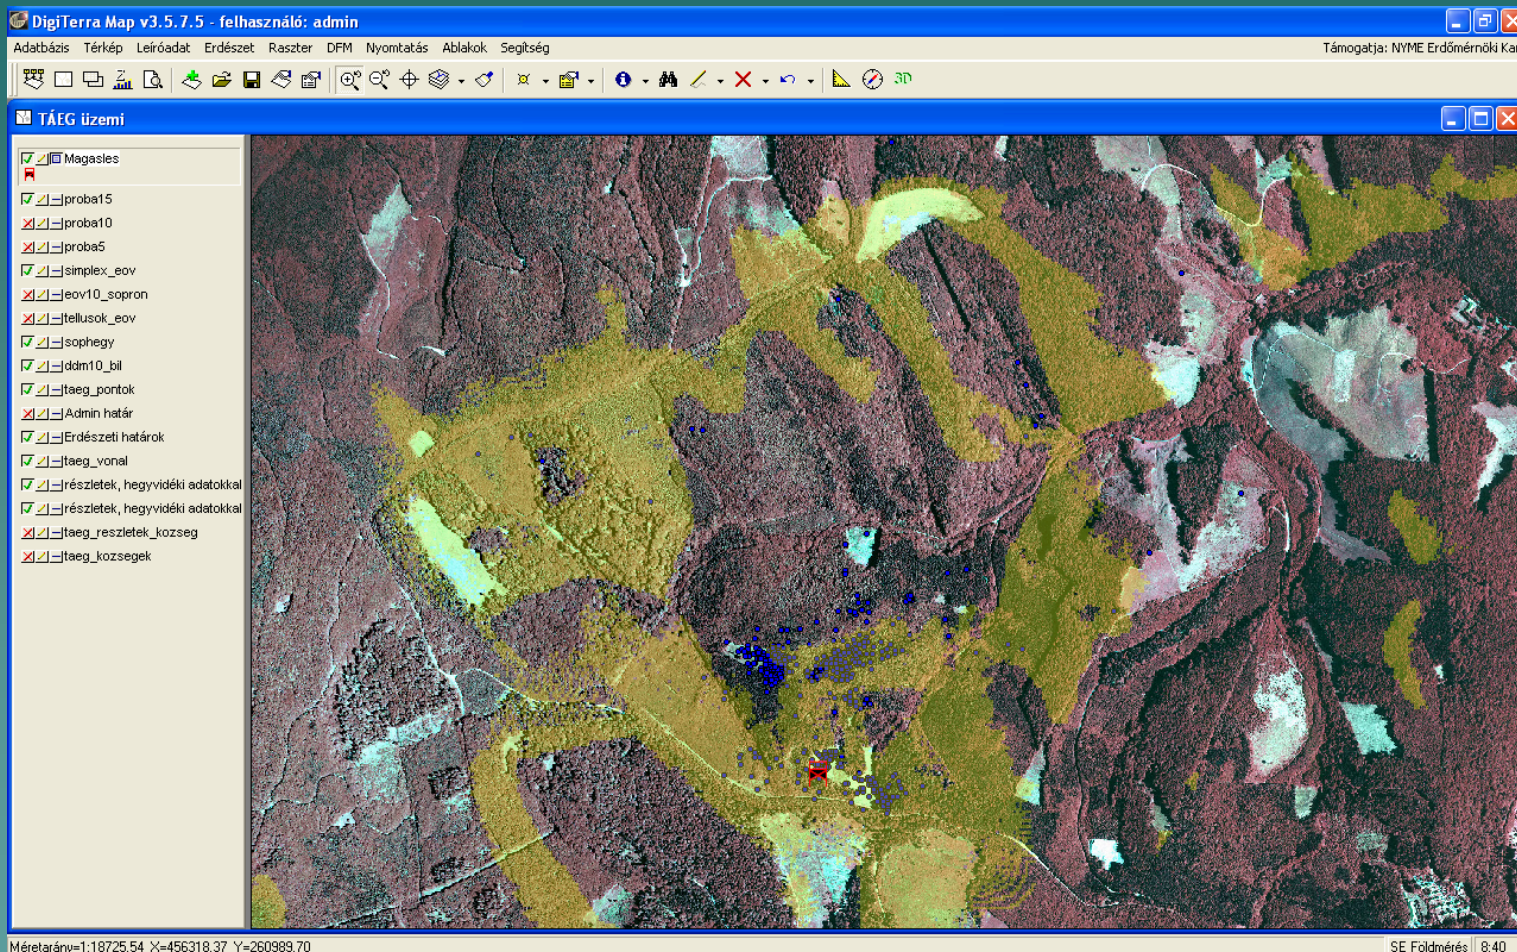 DigiTerra Map v3.5.7.5 - felhasználó: admin
Adatbázis Térkép Leíróadat Erdészet Raszter DFM Nyomtatás Ablakok Segítség Támogatja: NYME Erdőmérnöki Kar
3D
TÁEG üzemi
Magasles
proba15
proba10
proba5
simplex_eov
eov10_sopron
tellusok_eov
sophegy
ddm10_bil
taeg_pontok
Admin határ
Erdészeti határok
taeg_vonal
részletek, hegyvidéki adatokkal
részletek, hegyvidéki adatokkal
taeg_reszletek_kozseg
taeg_kozsegek
Méretarány=1:18725.54 X=456318.37 Y=260989.70 SE Földmérés 8:40